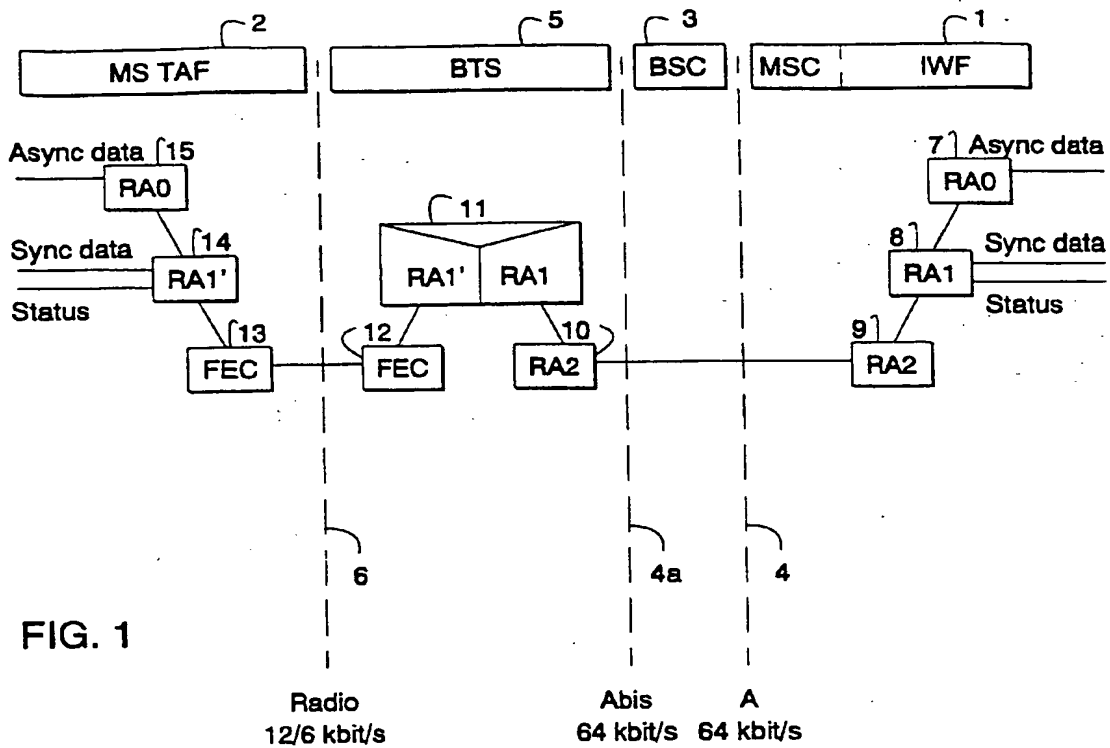 2 5 3 1
MS TAF BTS BSC MSC IWF
Async data 15 7 Async data
RA0 RA0
11
Sync data 14 8 Sync data
RA1' RA1' RA1 RA1
Status Status
13 12 10 9
FEC FEC RA2 RA2
6 4a 4
FIG. 1
Radio Abis A
12/6 kbit/s 64 kbit/s 64 kbit/s